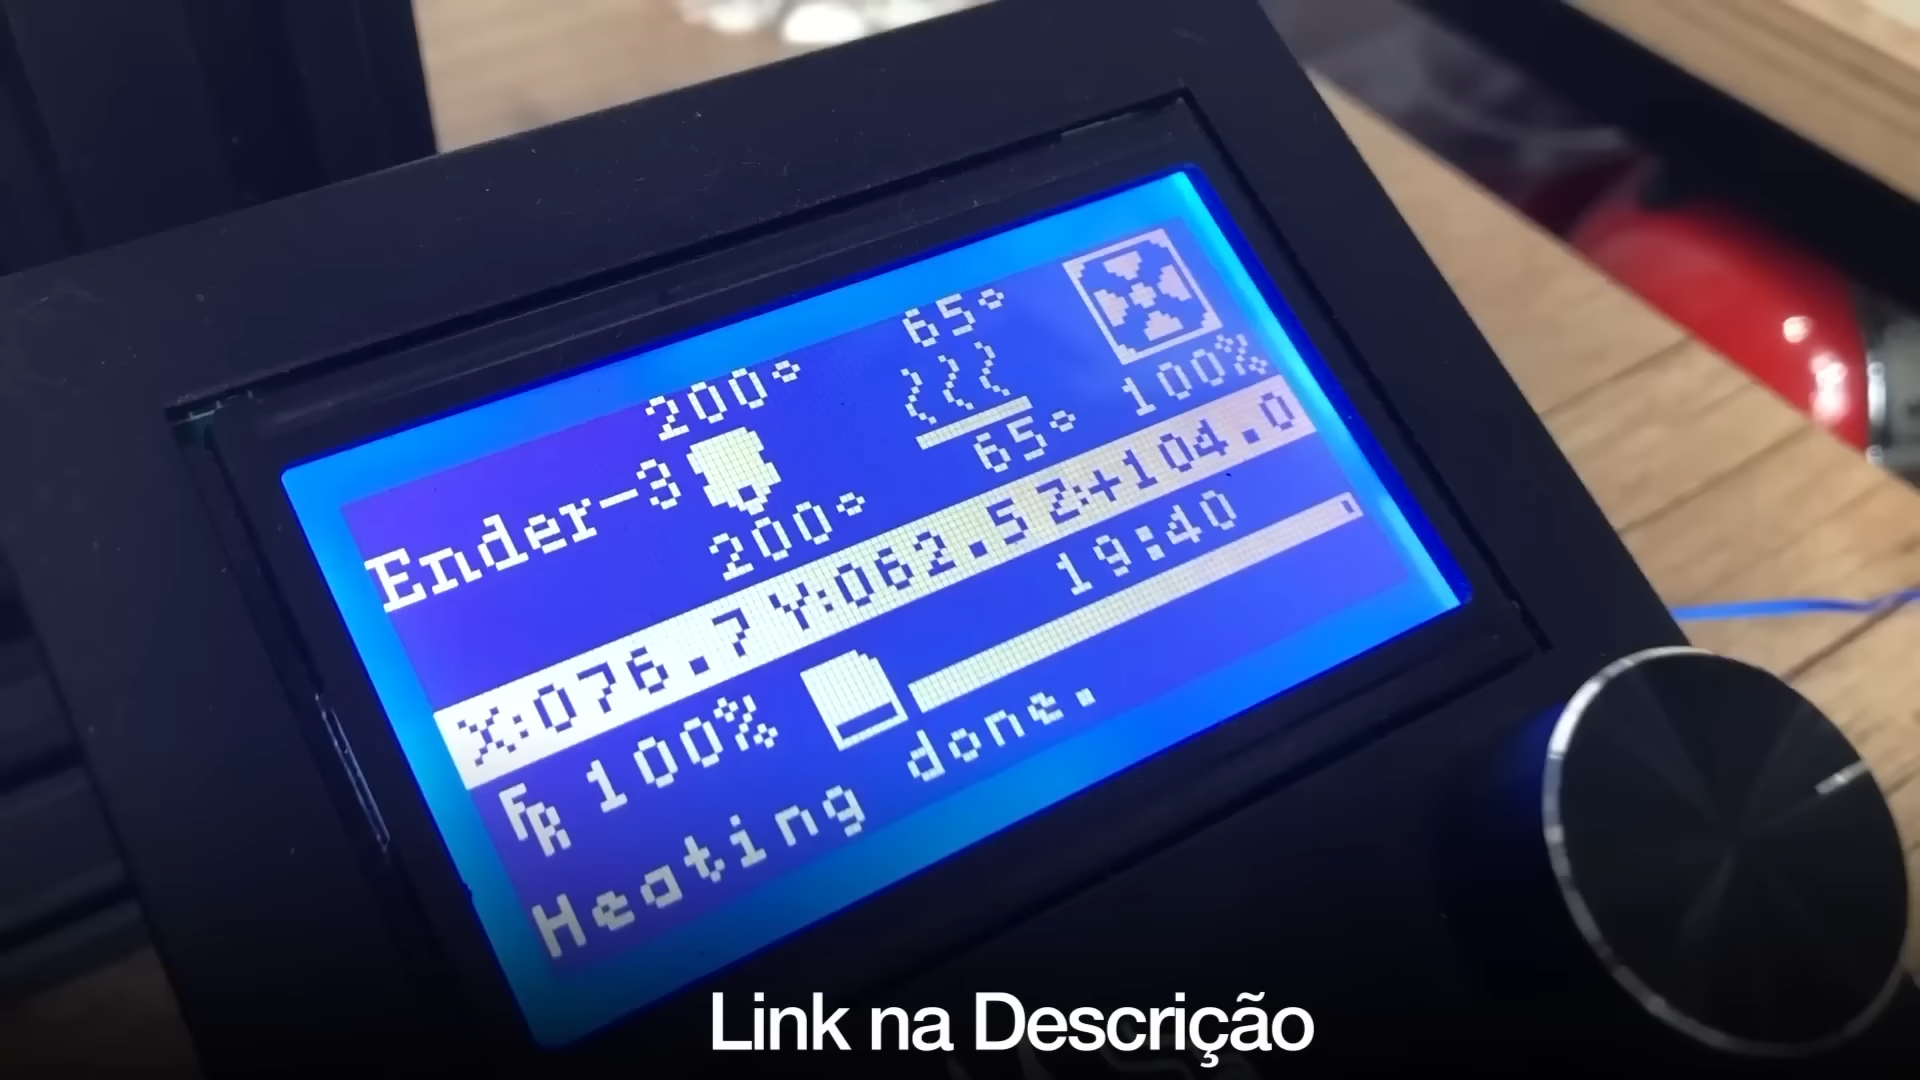 200° 65°
Ender-3
200° 65° 100%
X:076.7 Y:062.5 Z:+104.0
FR 100% 19:40
Heating done.
Link na Descrição